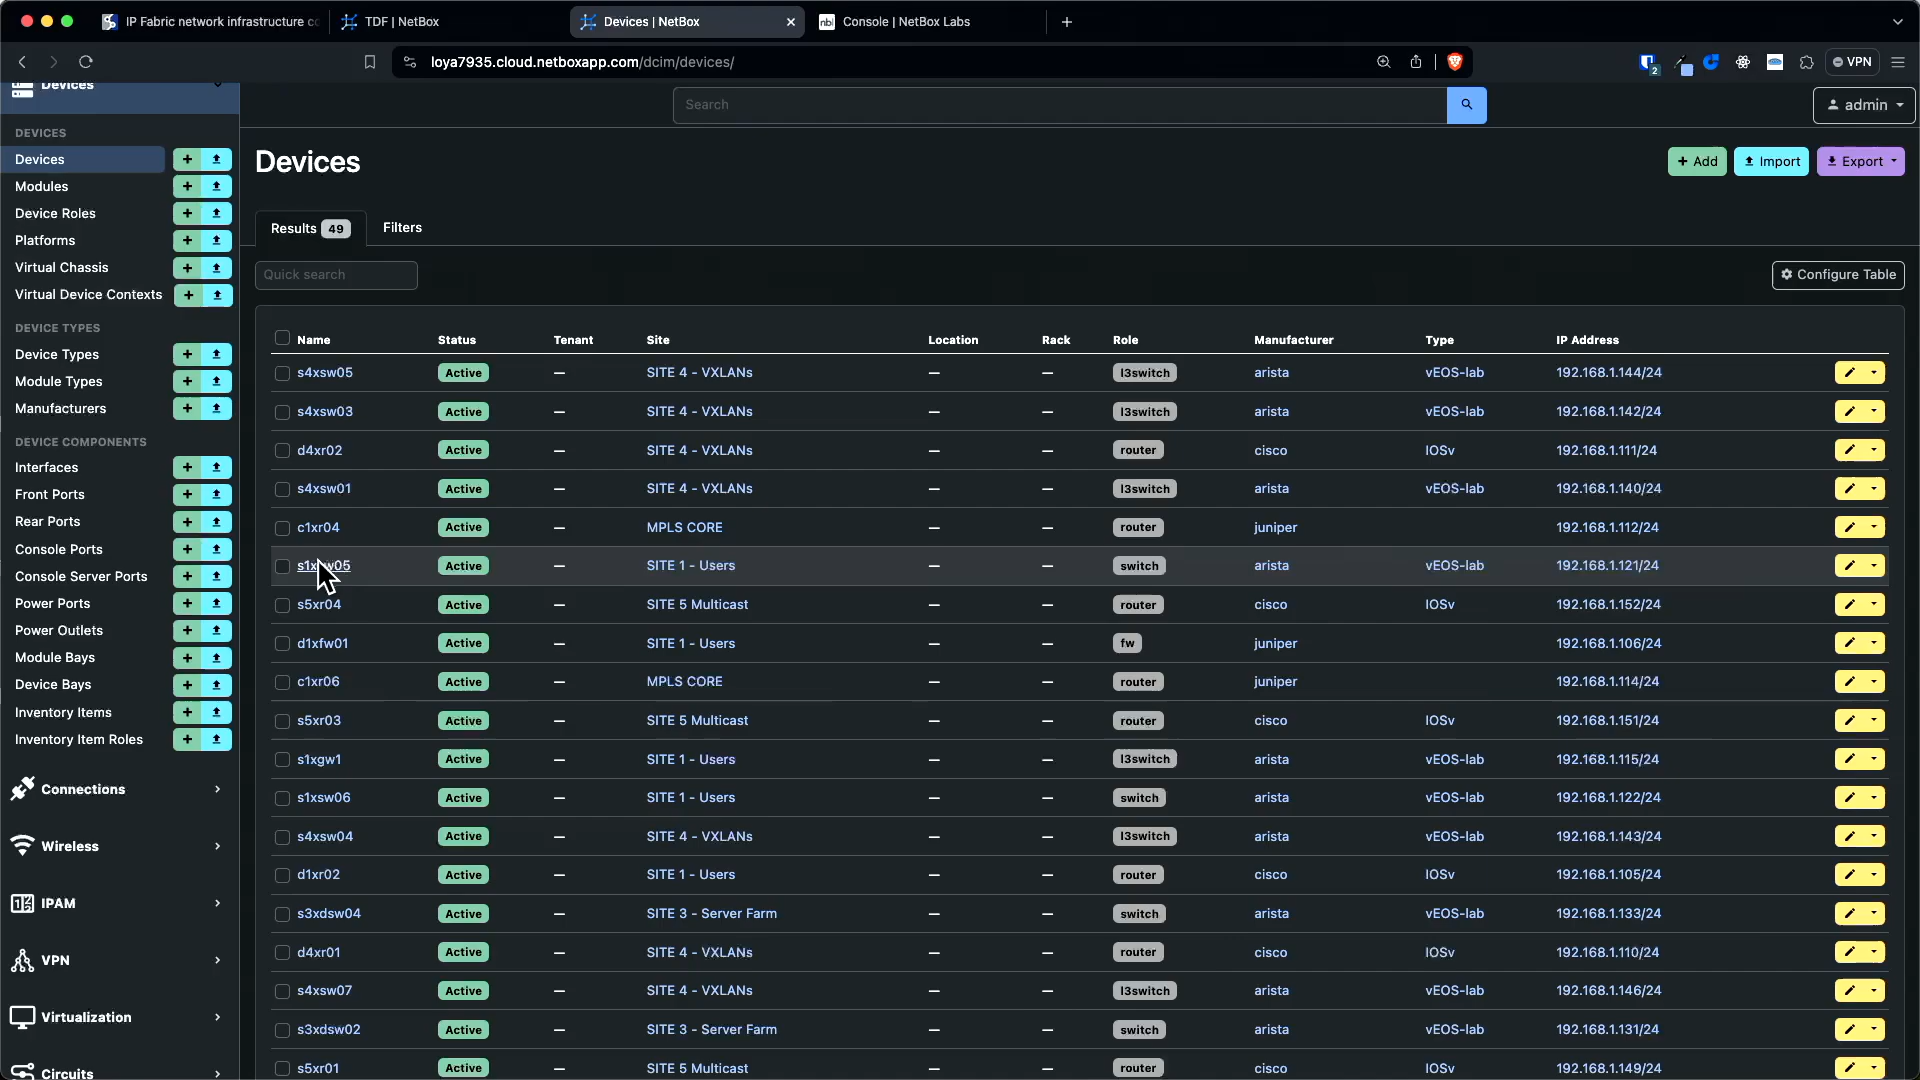 IP Fabric network infrastructure c
TDF | NetBox
Devices | NetBox
nbl Console | NetBox Labs
loya7935.cloud.netboxapp.com/dcim/devices/
2
VPN
Devices
Search
admin
DEVICES
Devices
Modules
Device Roles
Platforms
Virtual Chassis
Virtual Device Contexts
DEVICE TYPES
Device Types
Module Types
Manufacturers
DEVICE COMPONENTS
Interfaces
Front Ports
Rear Ports
Console Ports
Console Server Ports
Power Ports
Power Outlets
Module Bays
Device Bays
Inventory Items
Inventory Item Roles
Connections
Wireless
IPAM
VPN
Virtualization
Circuits
Devices
+ Add
Import
Export
Results 49
Filters
Quick search
Configure Table
Name Status Tenant Site Location Rack Role Manufacturer Type IP Address
s4xsw05 Active — SITE 4 - VXLANs — — l3switch arista vEOS-lab 192.168.1.144/24
s4xsw03 Active — SITE 4 - VXLANs — — l3switch arista vEOS-lab 192.168.1.142/24
d4xr02 Active — SITE 4 - VXLANs — — router cisco IOSv 192.168.1.111/24
s4xsw01 Active — SITE 4 - VXLANs — — l3switch arista vEOS-lab 192.168.1.140/24
c1xr04 Active — MPLS CORE — — router juniper 192.168.1.112/24
Active — SITE 1 - Users — — switch arista vEOS-lab 192.168.1.121/24
s5xr04 Active — SITE 5 Multicast — — router cisco IOSv 192.168.1.152/24
d1xfw01 Active — SITE 1 - Users — — fw juniper 192.168.1.106/24
c1xr06 Active — MPLS CORE — — router juniper 192.168.1.114/24
s5xr03 Active — SITE 5 Multicast — — router cisco IOSv 192.168.1.151/24
s1xgw1 Active — SITE 1 - Users — — l3switch arista vEOS-lab 192.168.1.115/24
s1xsw06 Active — SITE 1 - Users — — switch arista vEOS-lab 192.168.1.122/24
s4xsw04 Active — SITE 4 - VXLANs — — l3switch arista vEOS-lab 192.168.1.143/24
d1xr02 Active — SITE 1 - Users — — router cisco IOSv 192.168.1.105/24
s3xdsw04 Active — SITE 3 - Server Farm — — switch arista vEOS-lab 192.168.1.133/24
d4xr01 Active — SITE 4 - VXLANs — — router cisco IOSv 192.168.1.110/24
s4xsw07 Active — SITE 4 - VXLANs — — l3switch arista vEOS-lab 192.168.1.146/24
s3xdsw02 Active — SITE 3 - Server Farm — — switch arista vEOS-lab 192.168.1.131/24
s5xr01 Active — SITE 5 Multicast — — router cisco IOSv 192.168.1.149/24